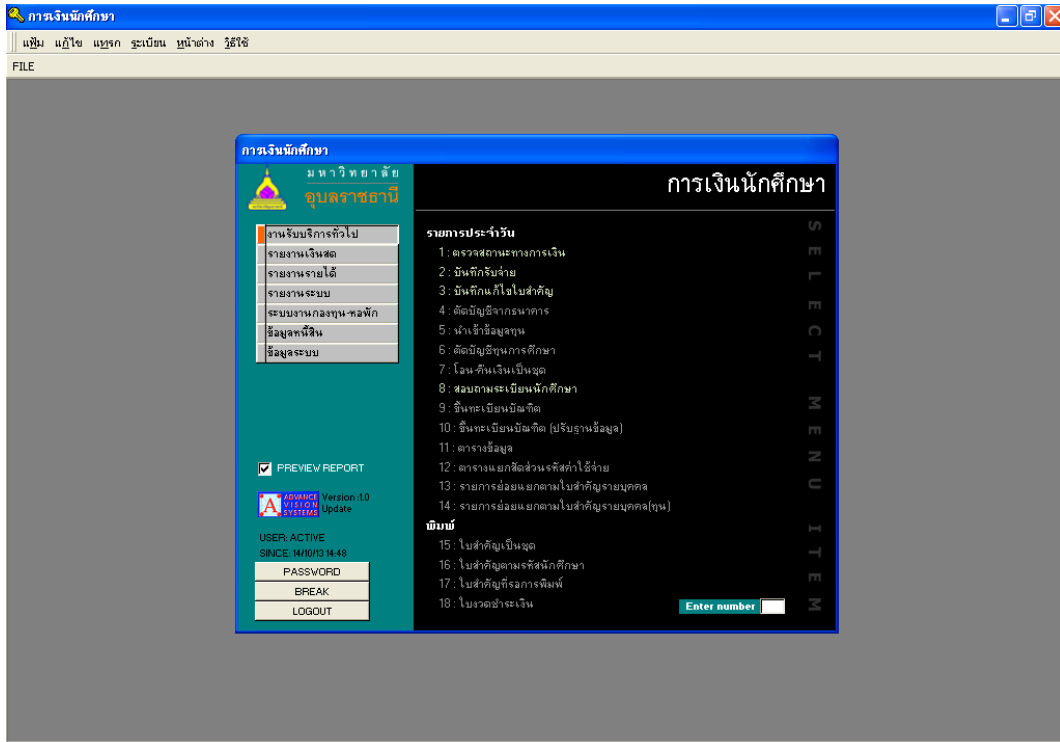 การเงินนักศึกษา
แฟ้ม แก้ไข แทรก ระเบียน หน้าต่าง วิธีใช้
FILE
การเงินนักศึกษา
มหาวิทยาลัย
อุบลราชธานี
งานรับบริการทั่วไป
รายงานเงินสด
รายงานรายได้
รายงานระบบ
ระบบงานกองทุน-หอพัก
ข้อมูลหนี้สิน
ข้อมูลระบบ
PREVIEW REPORT
A ADVANCE VISION SYSTEMS
Version :1.0
Update
USER: ACTIVE
SINCE: 14/10/13 14:48
PASSWORD
BREAK
LOGOUT
การเงินนักศึกษา
รายการประจำวัน
1 : ตรวจสถานะทางการเงิน
2 : บันทึกรับจ่าย
3 : บันทึกแก้ไขใบสำคัญ
4 : ตัดบัญชีจากธนาคาร
5 : นำเข้าข้อมูลทุน
6 : ตัดบัญชีทุนการศึกษา
7 : โอน-คืนเงินเป็นชุด
8 : สอบถามระเบียนนักศึกษา
9 : ขึ้นทะเบียนบัณฑิต
10 : ขึ้นทะเบียนบัณฑิต (ปรับฐานข้อมูล)
11 : ตารางข้อมูล
12 : ตารางแยกสัดส่วนรหัสค่าใช้จ่าย
13 : รายการย่อยแยกตามใบสำคัญรายบุคคล
14 : รายการย่อยแยกตามใบสำคัญรายบุคคล(ทุน)
พิมพ์
15 : ใบสำคัญเป็นชุด
16 : ใบสำคัญตามรหัสนักศึกษา
17 : ใบสำคัญที่รอการพิมพ์
18 : ใบงวดชำระเงิน
Enter number
SELECT MENU ITEM